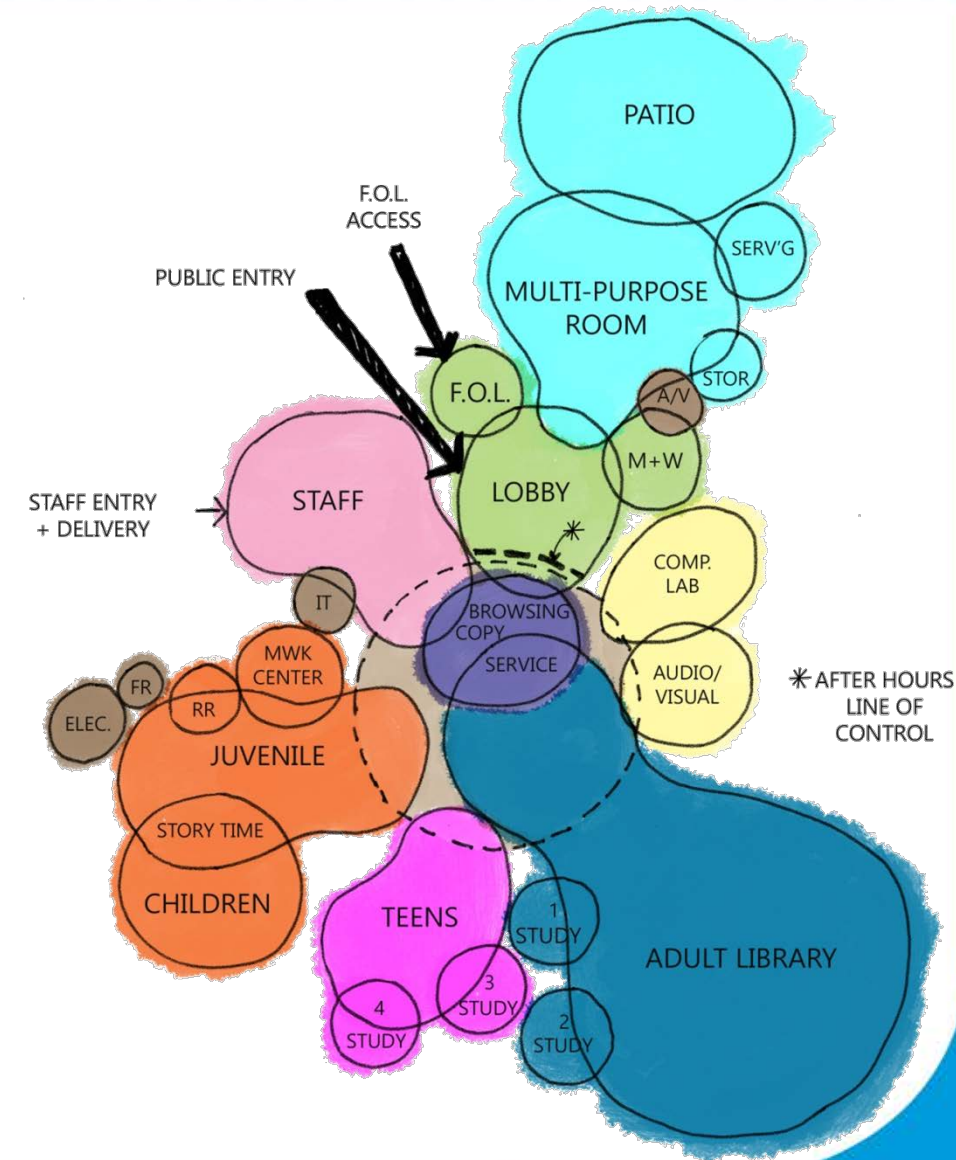 PATIO
F.O.L.
ACCESS
SERV'G
PUBLIC ENTRY
MULTI-PURPOSE
ROOM
STOR
F.O.L.
A/V
M+W
LOBBY
STAFF
STAFF ENTRY
+ DELIVERY
*
COMP.
LAB
IT
BROWSING
COPY
SERVICE
MWK
CENTER
AUDIO/
VISUAL
FR
RR
ELEC.
* AFTER HOURS
LINE OF
CONTROL
JUVENILE
STORY TIME
CHILDREN
TEENS
1
STUDY
ADULT LIBRARY
3
STUDY
4
STUDY
2
STUDY